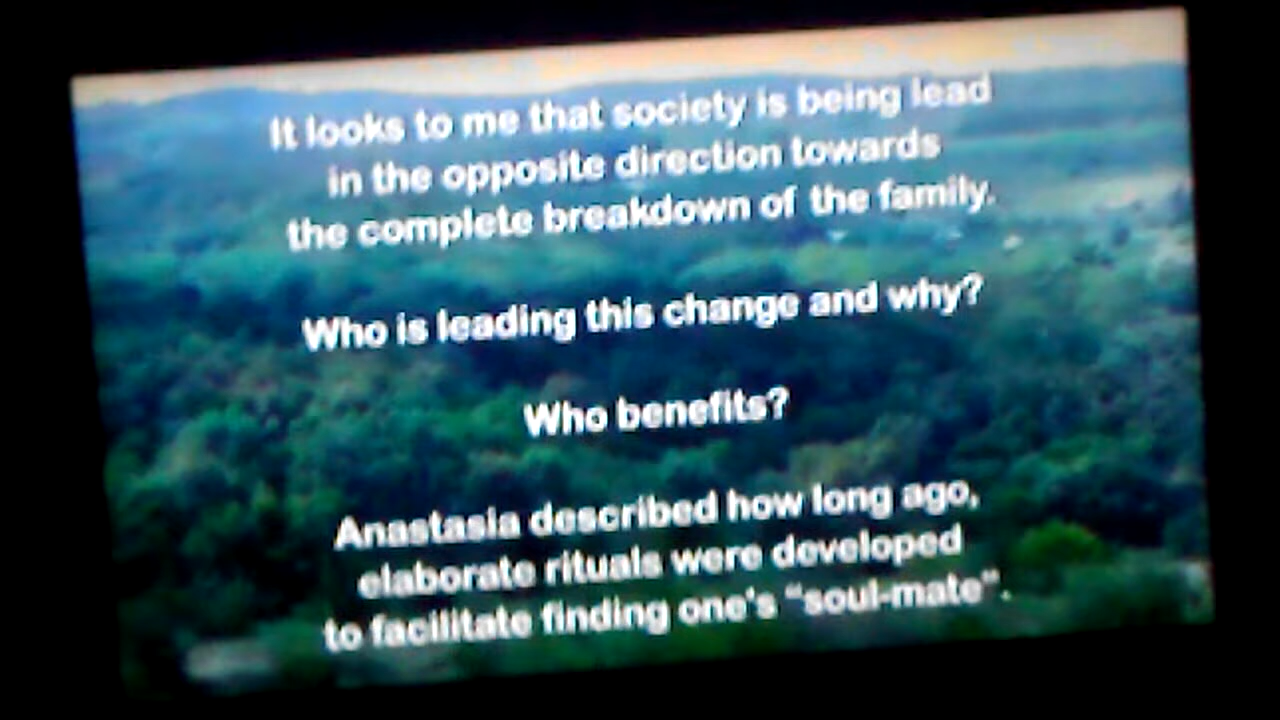 It looks to me that society is being lead
in the opposite direction towards
the complete breakdown of the family.
Who is leading this change and why?
Who benefits?
Anastasia described how long ago,
elaborate rituals were developed
to facilitate finding one's "soul-mate".